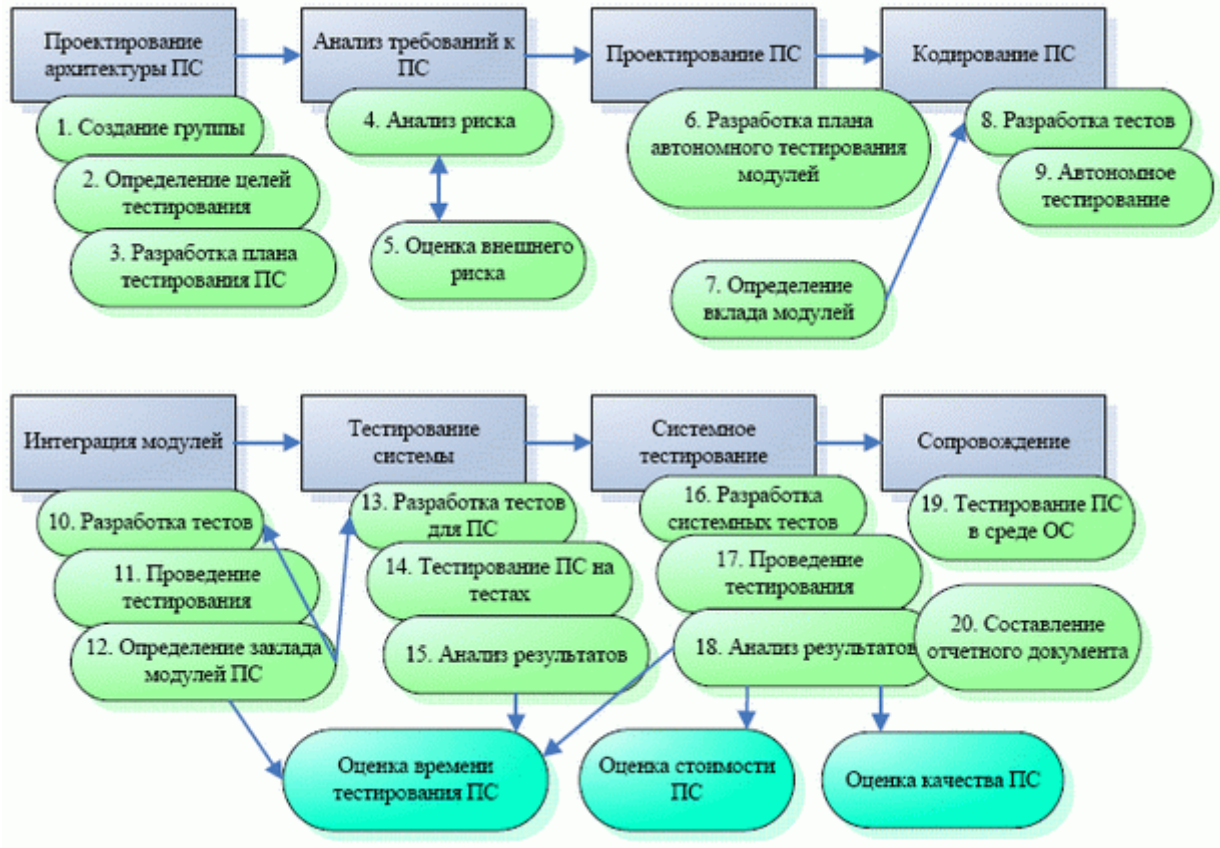 Проектирование
архитектуры ПС
Анализ требований к
ПС
Проектирование ПС
Кодирование ПС
1. Создание группы
2. Определение целей
тестирования
3. Разработка плана
тестирования ПС
4. Анализ риска
5. Оценка внешнего
риска
6. Разработка плана
автономного тестирования
модулей
7. Определение
вклада модулей
8. Разработка тестов
9. Автономное
тестирование
Интеграция модулей
Тестирование
системы
Системное
тестирование
Сопровождение
10. Разработка тестов
11. Проведение
тестирования
12. Определение заклада
модулей ПС
13. Разработка тестов
для ПС
14. Тестирование ПС на
тестах
15. Анализ результатов
16. Разработка
системных тестов
17. Проведение
тестирования
18. Анализ результатов
19. Тестирование ПС
в среде ОС
20. Составление
отчетного документа
Оценка времени
тестирования ПС
Оценка стоимости
ПС
Оценка качества ПС